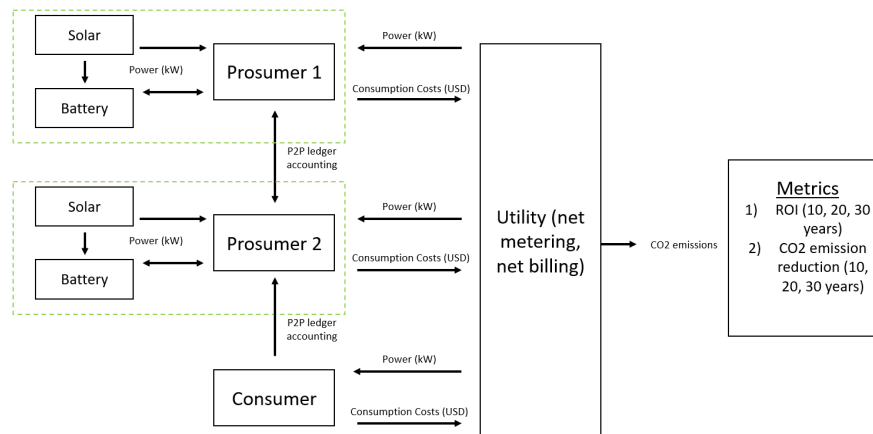 Solar
Power (kW)
Battery
Prosumer 1
Power (kW)
Consumption Costs (USD)
P2P ledger
accounting
Solar
Power (kW)
Battery
Prosumer 2
Power (kW)
Consumption Costs (USD)
P2P ledger
accounting
Consumer
Power (kW)
Consumption Costs (USD)
Utility (net
metering,
net billing)
CO2 emissions
Metrics
1) ROI (10, 20, 30
years)
2) CO2 emission
reduction (10,
20, 30 years)